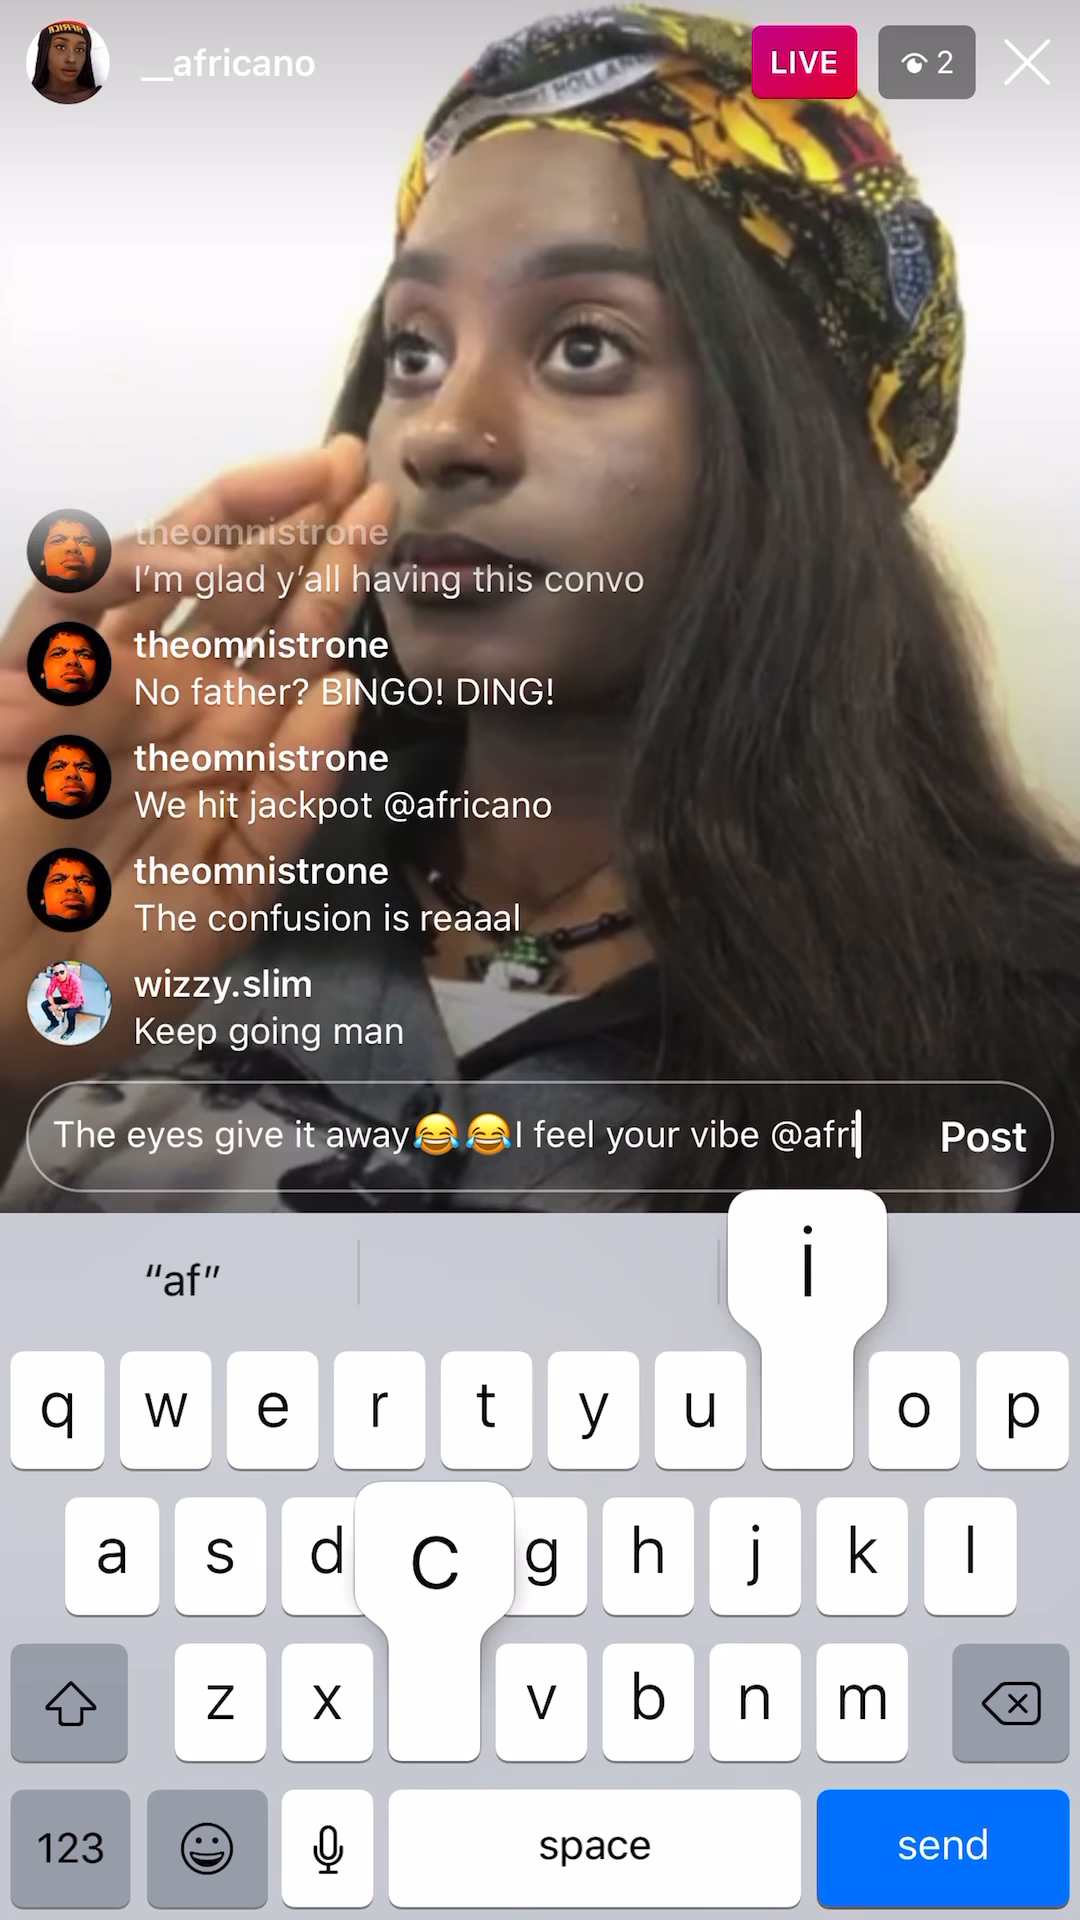 __africano
LIVE
2
HOLLAND
theomnistrone
I'm glad y'all having this convo
theomnistrone
No father? BINGO! DING!
theomnistrone
We hit jackpot @africano
theomnistrone
The confusion is reaaal
wizzy.slim
Keep going man
The eyes give it away😂😂I feel your vibe @afri
Post
“af”
i
q w e r t y u o p
a s d c g h j k l
z x v b n m
123
space
send